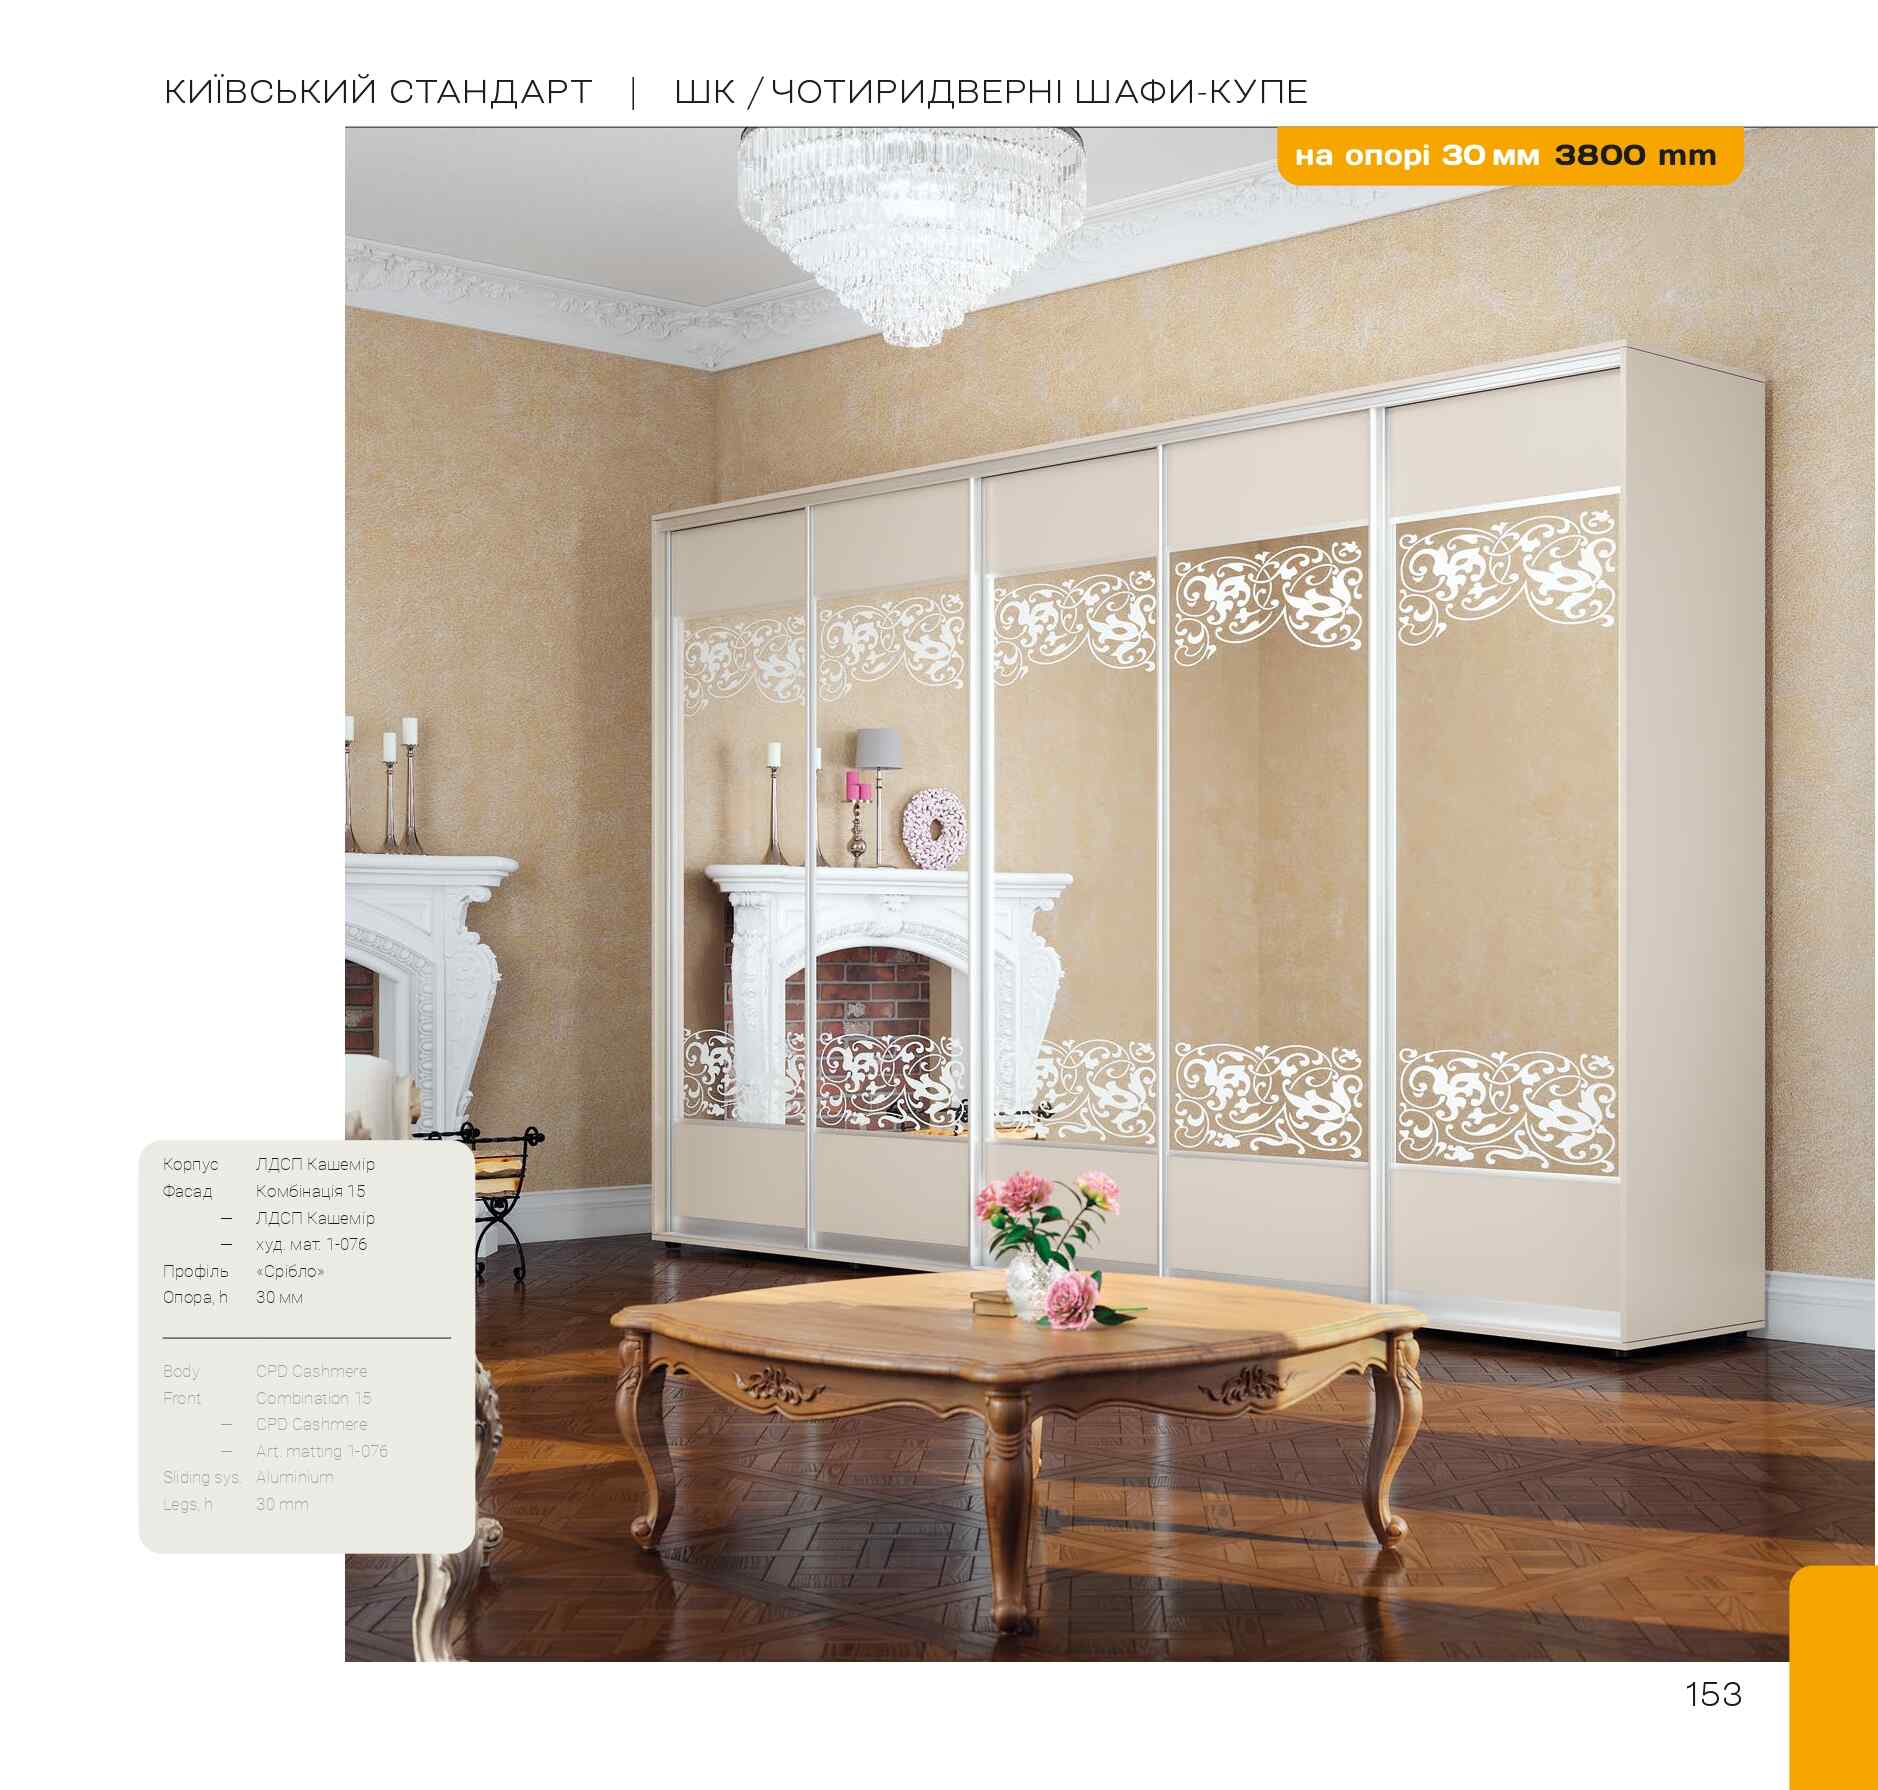 КИЇВСЬКИЙ СТАНДАРТ | ШК / ЧОТИРИДВЕРНІ ШАФИ-КУПЕ
на опорі 30 мм 3800 mm
Корпус ЛДСП Кашемір
Фасад Комбінація 15
– ЛДСП Кашемір
– худ. мат. 1-076
Профіль «Срібло»
Опора, h 30 мм
Body CPD Cashmere
Front Combination 15
– CPD Cashmere
– Art. matting 1-076
Sliding sys. Aluminium
Legs, h 30 mm
153